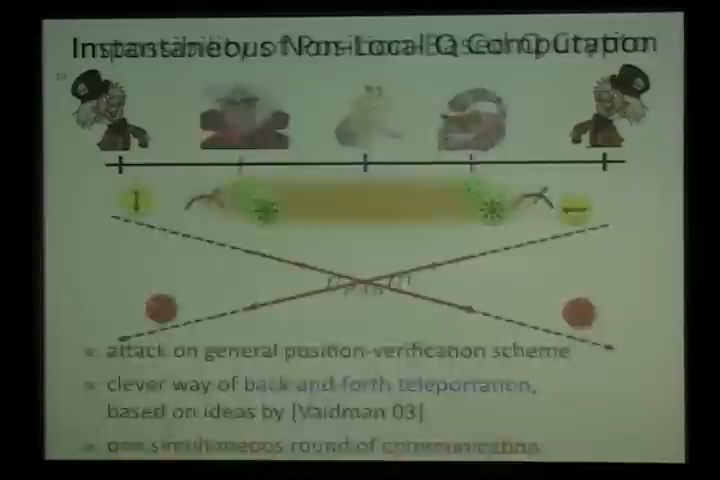 Instantaneous Non-Local Q Computation
attack on general position-verification scheme
clever way of back-and-forth teleportation,
based on ideas by [Vaidman 03]
one simultaneous round of communication